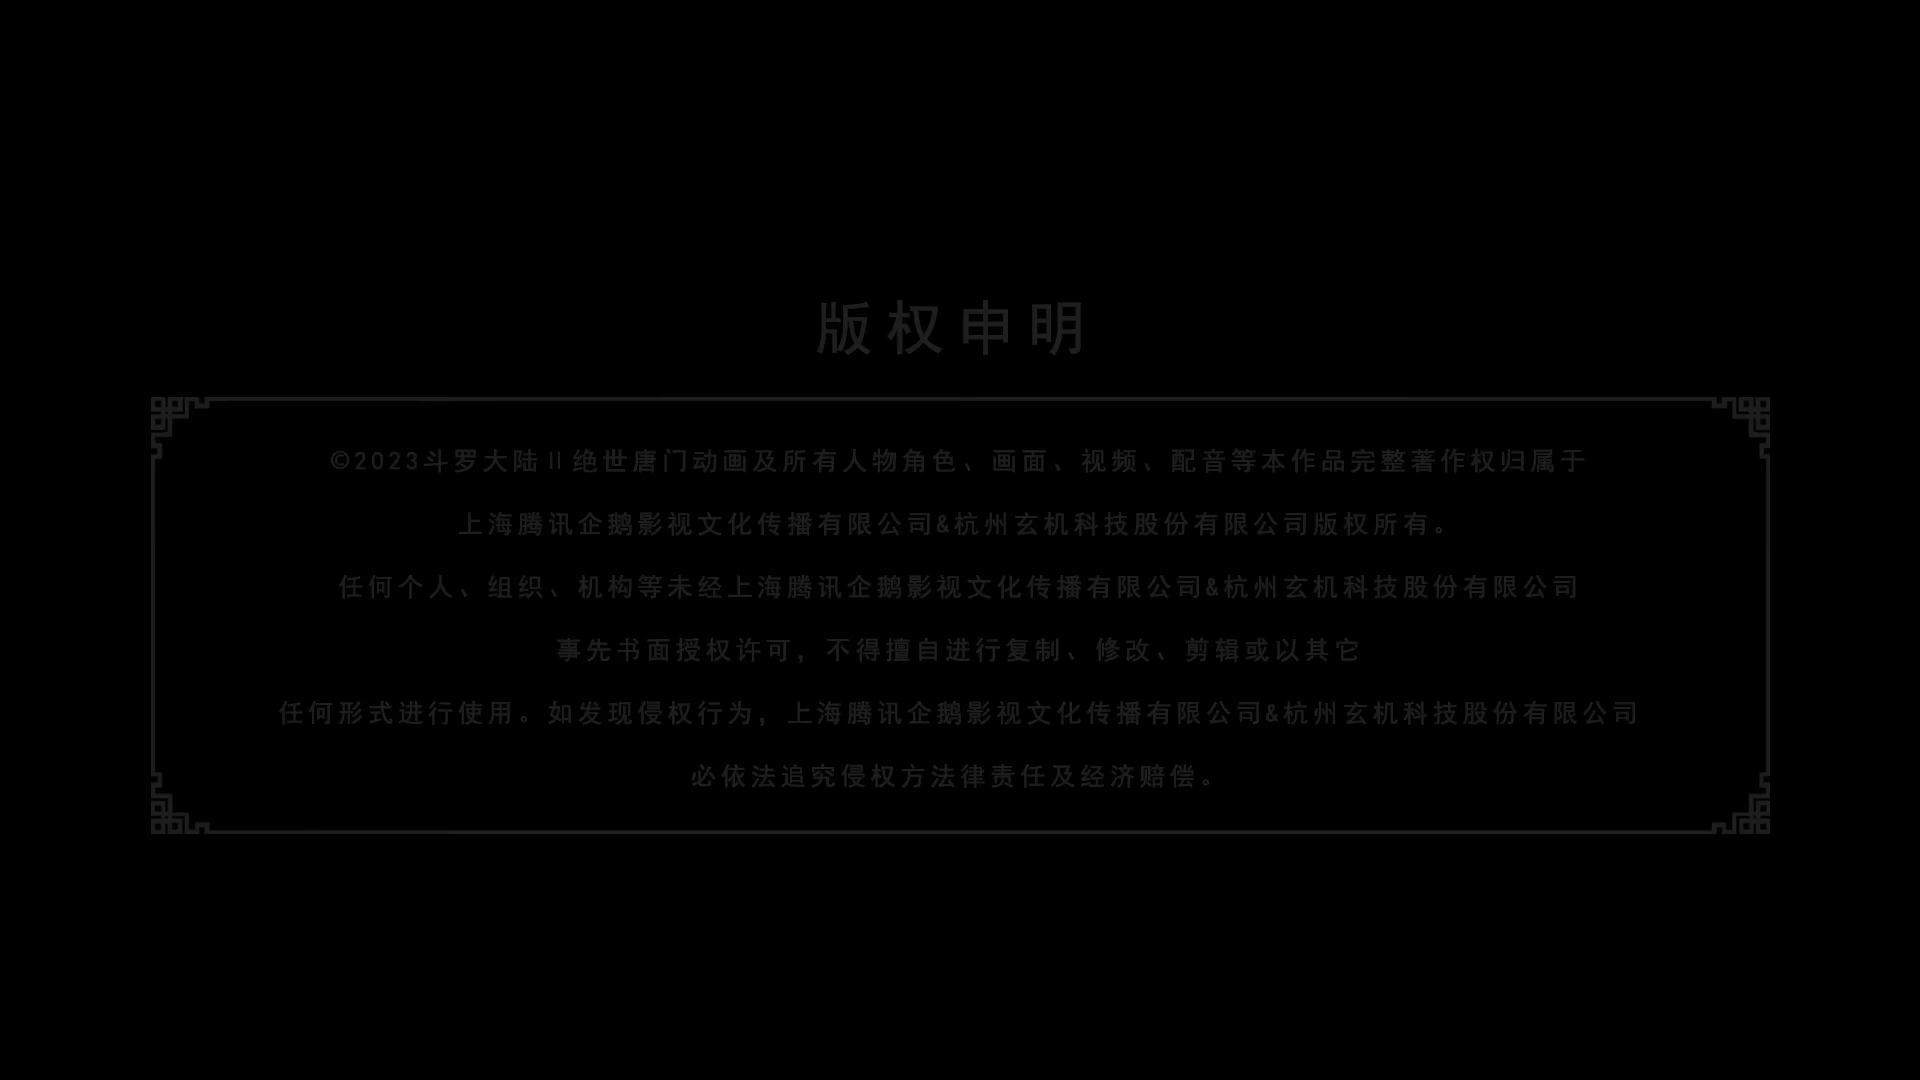 版权申明
©2023斗罗大陆Ⅱ绝世唐门动画及所有人物角色、画面、视频、配音等本作品完整著作权归属于
上海腾讯企鹅影视文化传播有限公司&杭州玄机科技股份有限公司版权所有。
任何个人、组织、机构等未经上海腾讯企鹅影视文化传播有限公司&杭州玄机科技股份有限公司
事先书面授权许可，不得擅自进行复制、修改、剪辑或以其它
任何形式进行使用。如发现侵权行为，上海腾讯企鹅影视文化传播有限公司&杭州玄机科技股份有限公司
必依法追究侵权方法律责任及经济赔偿。